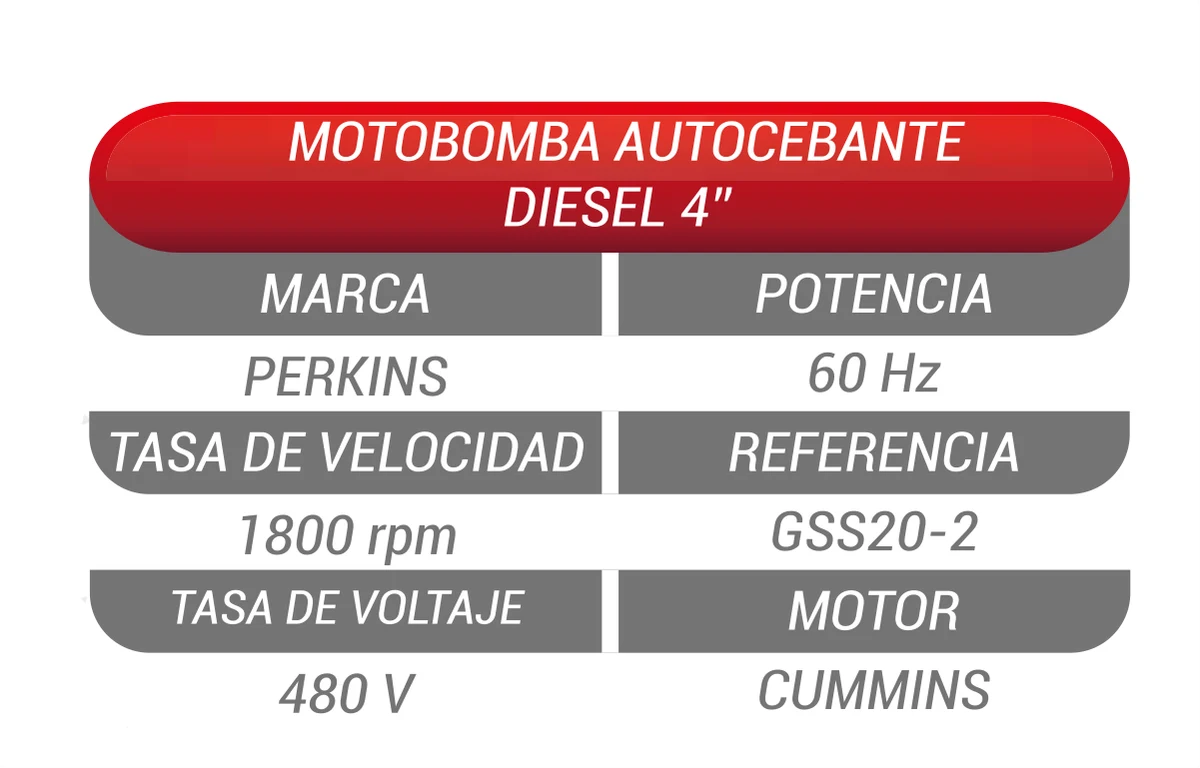 MOTOBOMBA AUTOCEBANTE
DIESEL 4"
MARCA
POTENCIA
PERKINS
60 Hz
TASA DE VELOCIDAD
REFERENCIA
1800 rpm
GSS20-2
TASA DE VOLTAJE
MOTOR
480 V
CUMMINS